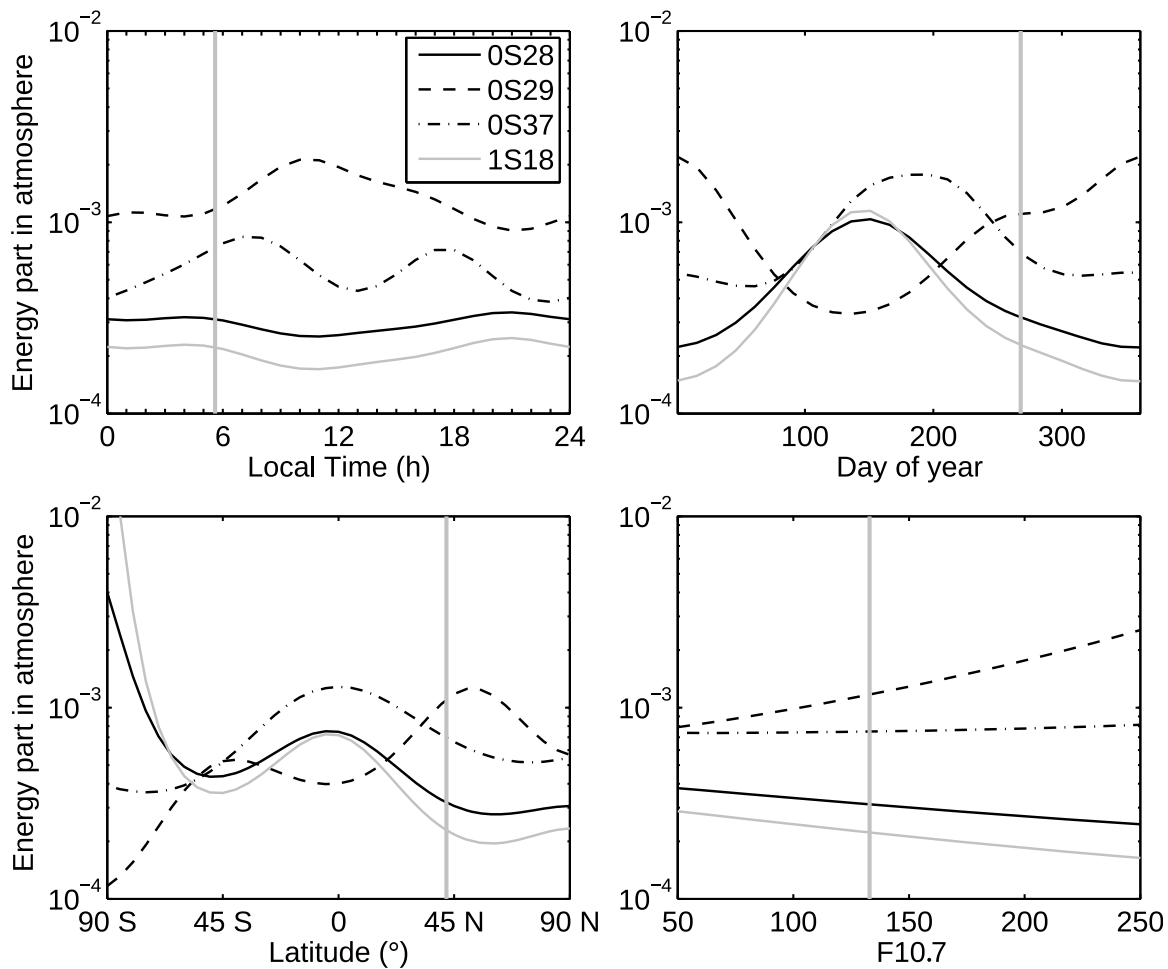 Energy part in atmosphere
10⁻²
10⁻³
10⁻⁴
0S28
0S29
0S37
1S18
0 6 12 18 24
Local Time (h)
10⁻²
10⁻³
10⁻⁴
100 200 300
Day of year
Energy part in atmosphere
10⁻²
10⁻³
10⁻⁴
90 S 45 S 0 45 N 90 N
Latitude (°)
10⁻²
10⁻³
10⁻⁴
50 100 150 200 250
F10.7